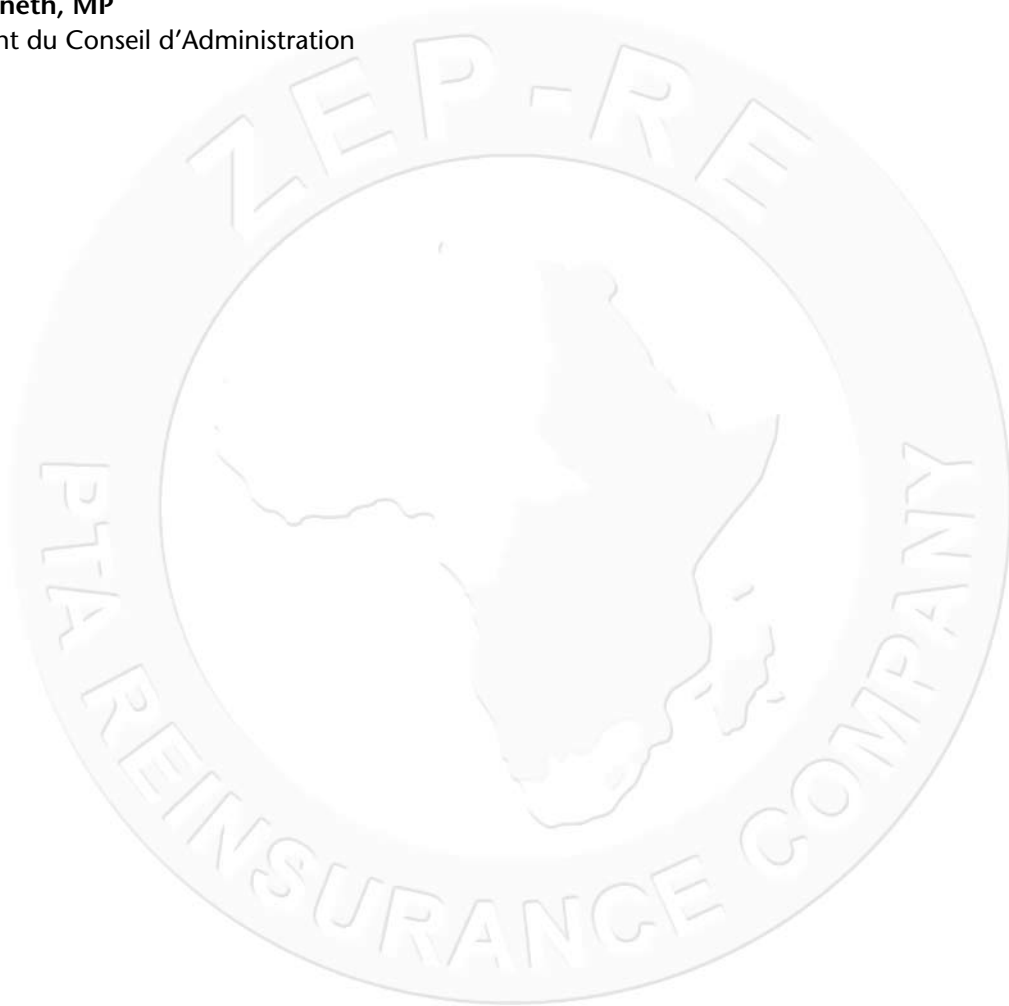 neth, MP
nt du Conseil d’Administration
ZEP-RE
PTA REINSURANCE COMPANY